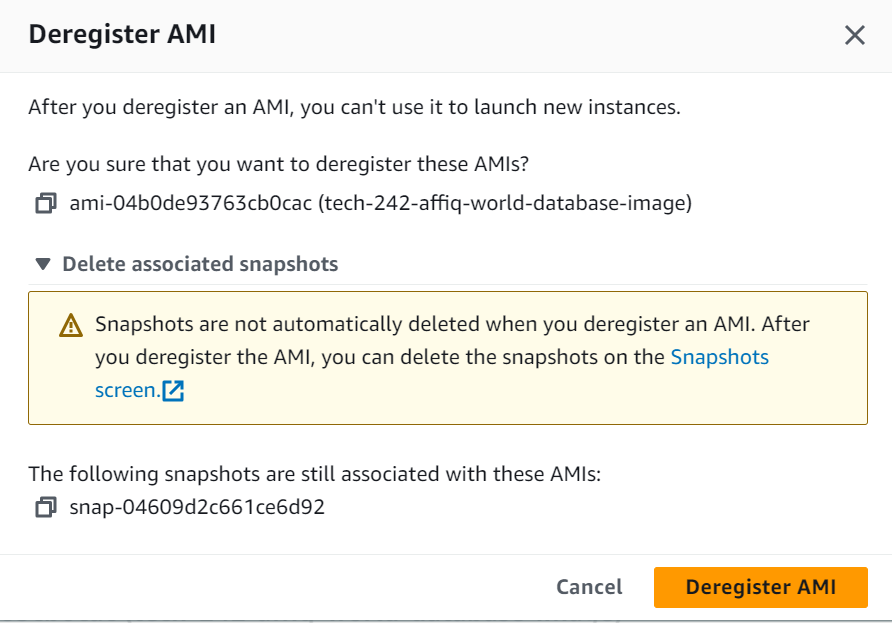 Deregister AMI
After you deregister an AMI, you can't use it to launch new instances.
Are you sure that you want to deregister these AMIs?
ami-04b0de93763cb0cac (tech-242-affiq-world-database-image)
Delete associated snapshots
Snapshots are not automatically deleted when you deregister an AMI. After
you deregister the AMI, you can delete the snapshots on the Snapshots
screen.
The following snapshots are still associated with these AMIs:
snap-04609d2c661ce6d92
Cancel
Deregister AMI